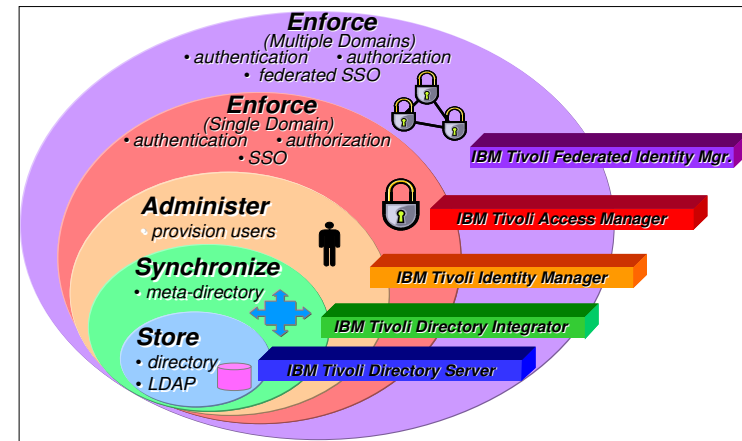 Enforce
(Multiple Domains)
• authentication • authorization
• federated SSO
Enforce
(Single Domain)
• authentication • authorization
• SSO
IBM Tivoli Federated Identity Mgr.
Administer
• provision users
IBM Tivoli Access Manager
Synchronize
• meta-directory
IBM Tivoli Identity Manager
Store
• directory
• LDAP
IBM Tivoli Directory Integrator
IBM Tivoli Directory Server